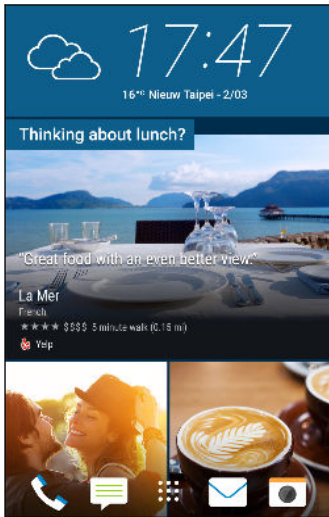 17:47
16°C Nieuw Taipei - 2/03
Thinking about lunch?
"Great food with an even better view."
La Mer
French
★★★★ $$$$ 5 minute walk (0.15 mi)
Yelp